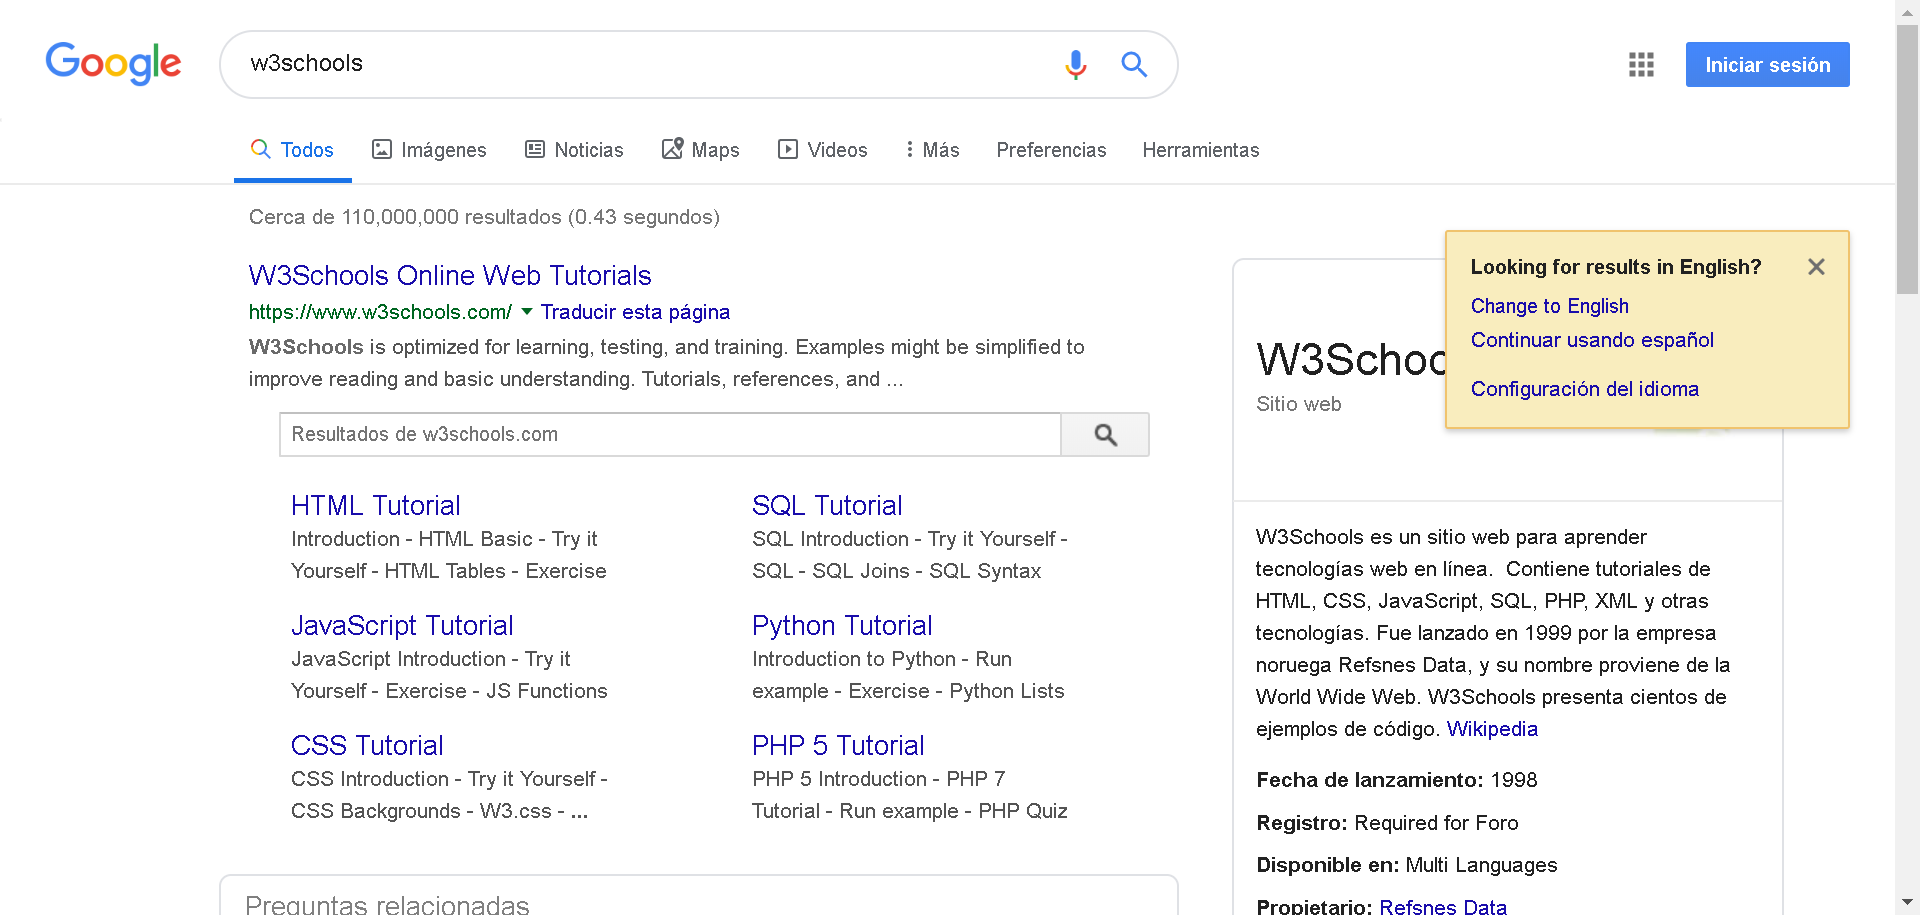 Google
w3schools
Iniciar sesión
Todos
Imágenes
Noticias
Maps
Videos
Más
Preferencias
Herramientas
Cerca de 110,000,000 resultados (0.43 segundos)
W3Schools Online Web Tutorials
https://www.w3schools.com/ Traducir esta página
W3Schools is optimized for learning, testing, and training. Examples might be simplified to
improve reading and basic understanding. Tutorials, references, and ...
Resultados de w3schools.com
HTML Tutorial
Introduction - HTML Basic - Try it
Yourself - HTML Tables - Exercise
SQL Tutorial
SQL Introduction - Try it Yourself -
SQL - SQL Joins - SQL Syntax
JavaScript Tutorial
JavaScript Introduction - Try it
Yourself - Exercise - JS Functions
Python Tutorial
Introduction to Python - Run
example - Exercise - Python Lists
CSS Tutorial
CSS Introduction - Try it Yourself -
CSS Backgrounds - W3.css - ...
PHP 5 Tutorial
PHP 5 Introduction - PHP 7
Tutorial - Run example - PHP Quiz
Preguntas relacionadas
Looking for results in English?
Change to English
Continuar usando español
Configuración del idioma
W3Schoo
Sitio web
W3Schools es un sitio web para aprender
tecnologías web en línea. Contiene tutoriales de
HTML, CSS, JavaScript, SQL, PHP, XML y otras
tecnologías. Fue lanzado en 1999 por la empresa
noruega Refsnes Data, y su nombre proviene de la
World Wide Web. W3Schools presenta cientos de
ejemplos de código. Wikipedia
Fecha de lanzamiento: 1998
Registro: Required for Foro
Disponible en: Multi Languages
Propietario: Refsnes Data